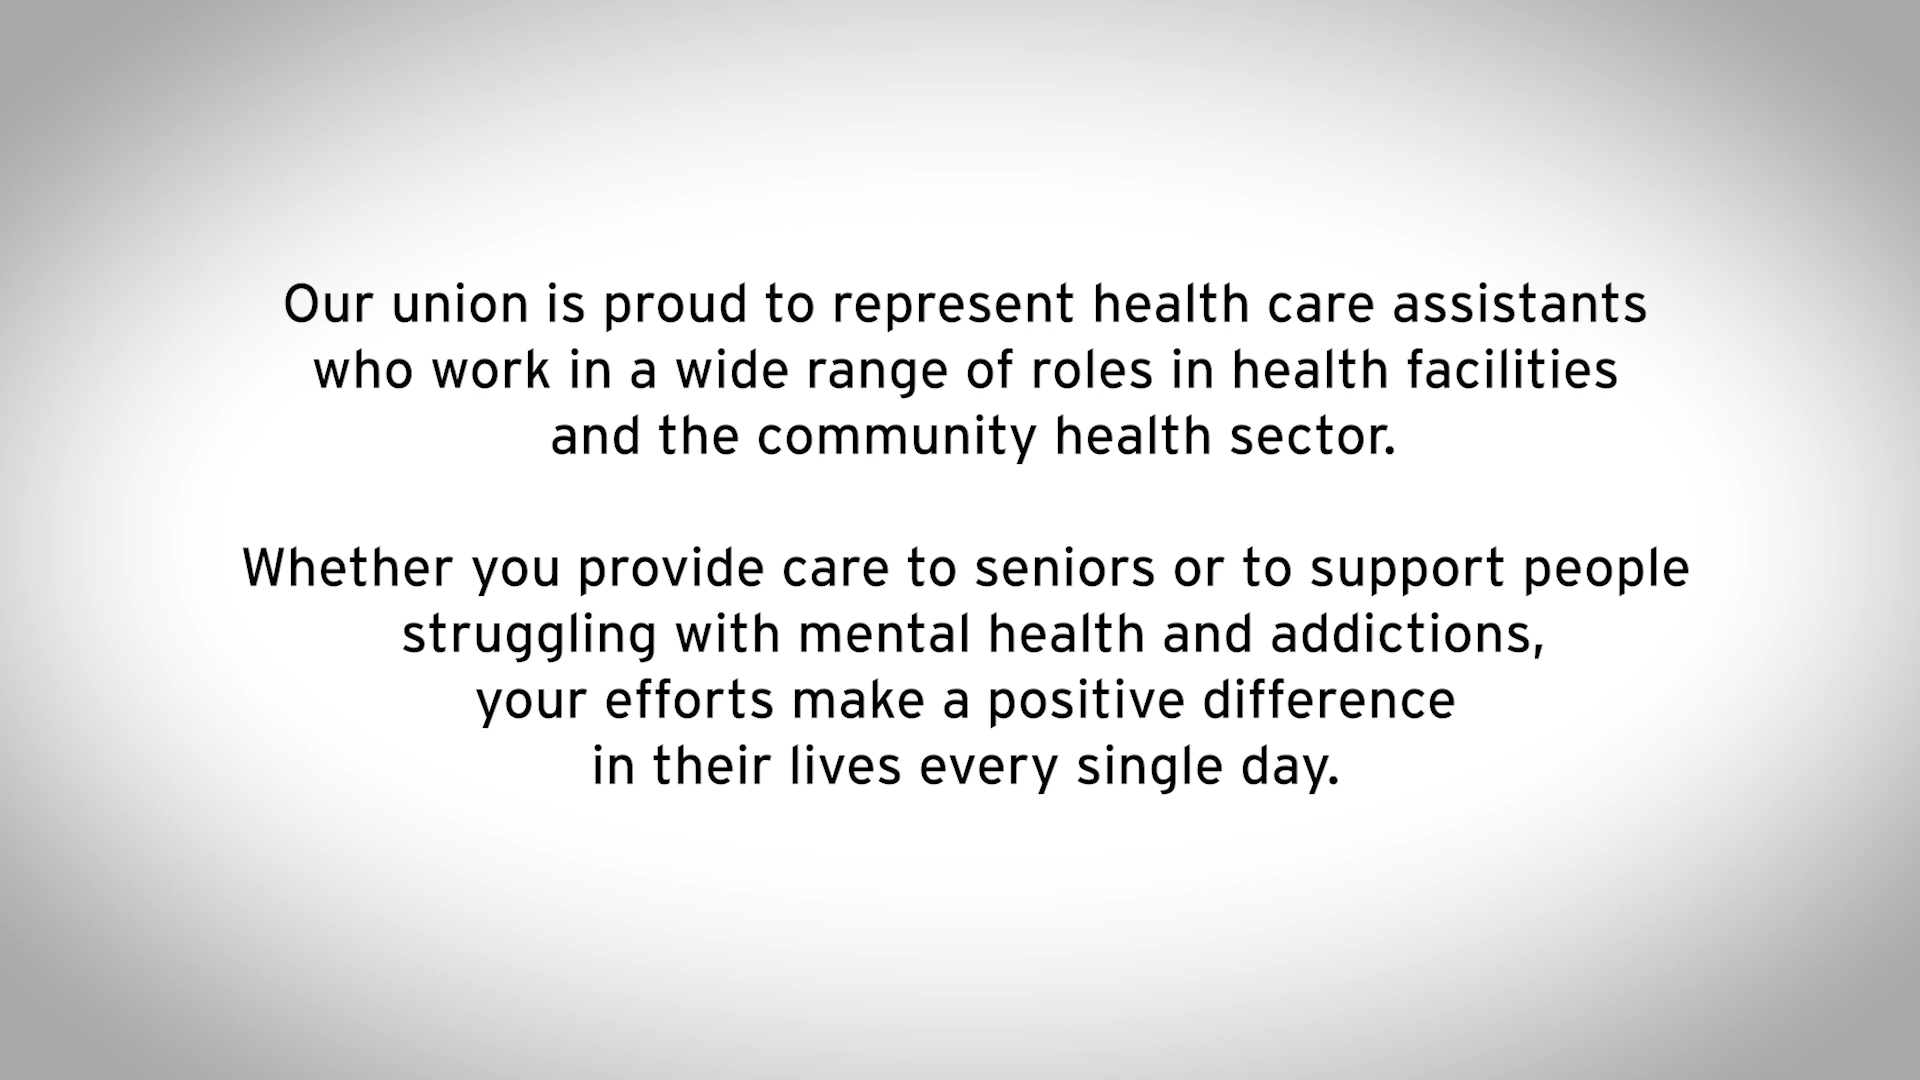 Our union is proud to represent health care assistants
who work in a wide range of roles in health facilities
and the community health sector.
Whether you provide care to seniors or to support people
struggling with mental health and addictions,
your efforts make a positive difference
in their lives every single day.